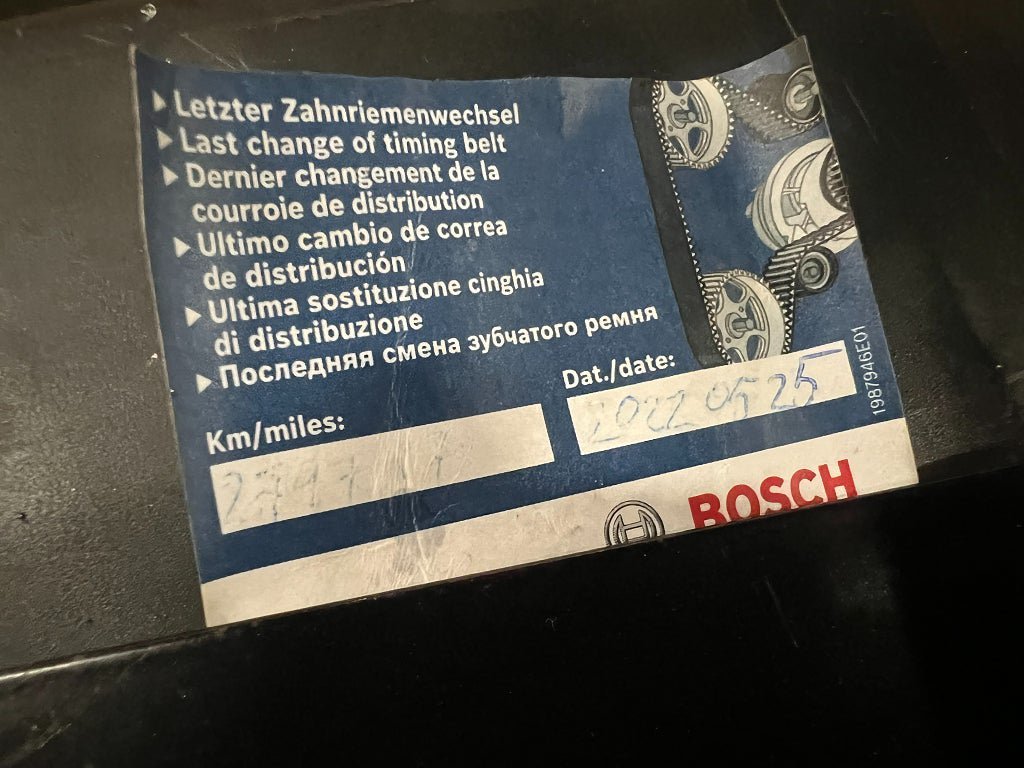 Letzter Zahnriemenwechsel
Last change of timing belt
Dernier changement de la
courroie de distribution
Ultimo cambio de correa
de distribución
Ultima sostituzione cinghia
di distribuzione
Последняя смена зубчатого ремня
Km/miles:
Dat./date:
2022 05 25
1987946E01
BOSCH